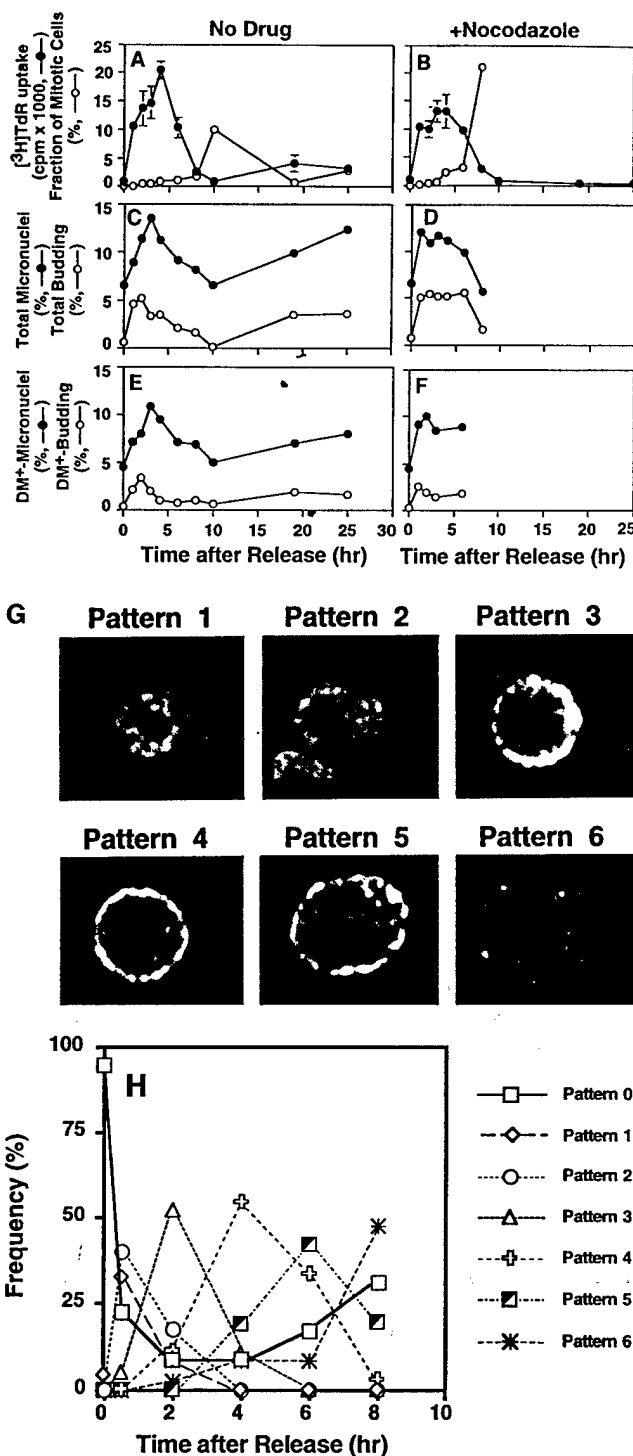 No Drug
+Nocodazole
[³H]TdR uptake
(cpm x 1000, —●—)
Fraction of Mitotic Cells
(%, —○—)
25
20
15
10
5
0
A
B
Total Micronuclei
(%, —●—)
Total Budding
(%, —○—)
15
10
5
0
C
D
DM⁺-Micronuclei
(%, —●—)
DM⁺-Budding
(%, —○—)
15
10
5
0
E
F
0 5 10 15 20 25 30
0 5 10 15 20 25
Time after Release (hr)
Time after Release (hr)
G
Pattern 1
Pattern 2
Pattern 3
Pattern 4
Pattern 5
Pattern 6
H
Frequency (%)
100
75
50
25
0
0 2 4 6 8 10
Time after Release (hr)
Pattern 0
Pattern 1
Pattern 2
Pattern 3
Pattern 4
Pattern 5
Pattern 6